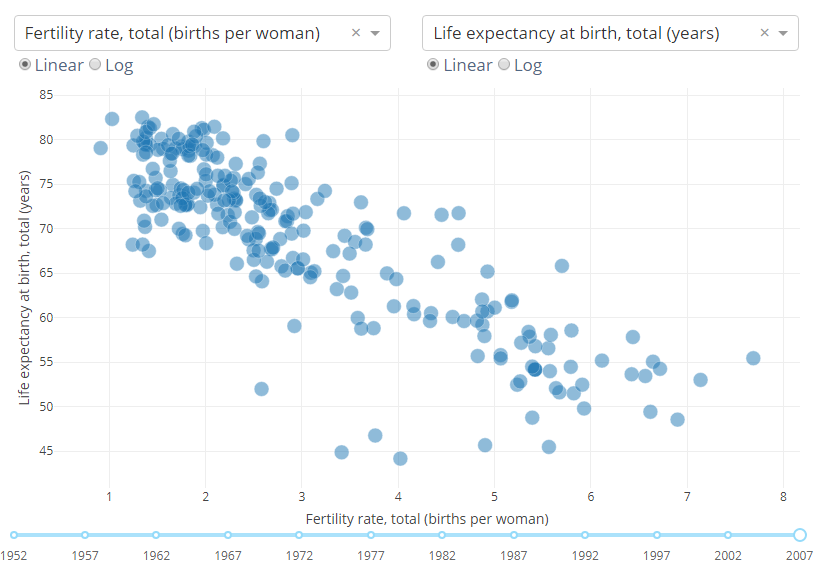 Fertility rate, total (births per woman) ×
Life expectancy at birth, total (years) ×
Linear Log
Linear Log
85
80
75
70
65
60
55
50
45
Life expectancy at birth, total (years)
1 2 3 4 5 6 7 8
Fertility rate, total (births per woman)
1952 1957 1962 1967 1972 1977 1982 1987 1992 1997 2002 2007